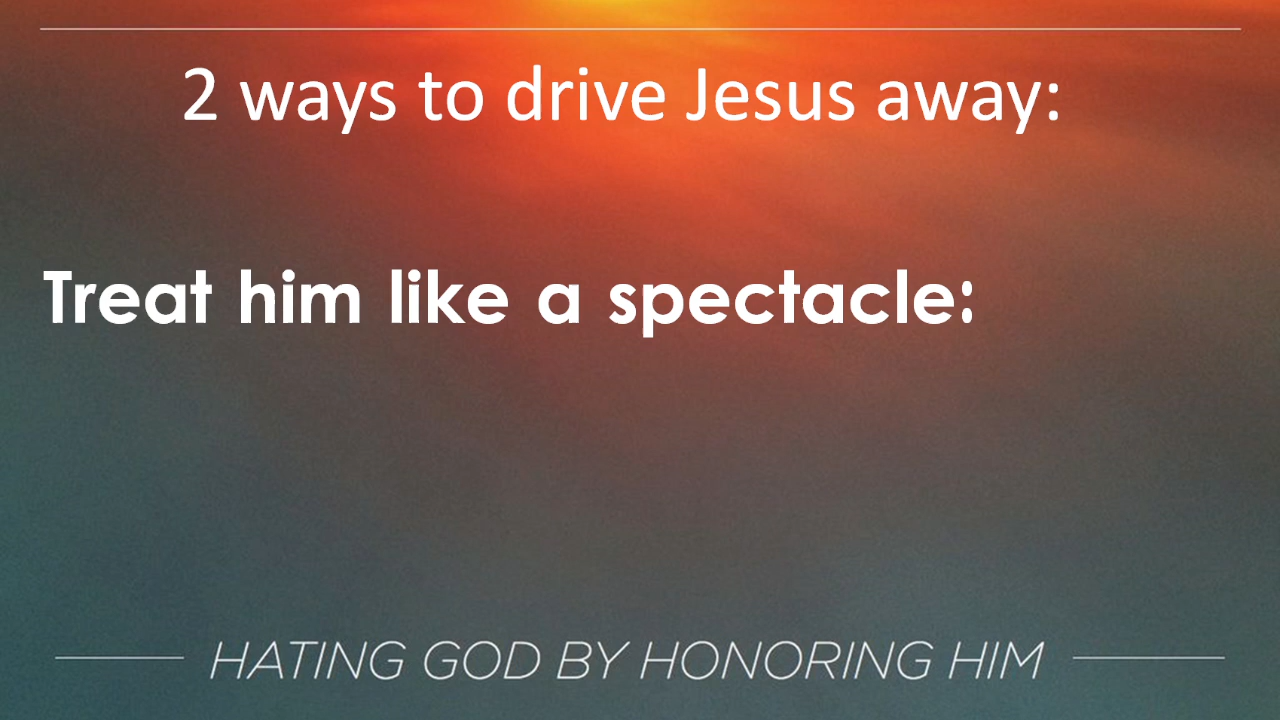 2 ways to drive Jesus away:
Treat him like a spectacle:
HATING GOD BY HONORING HIM